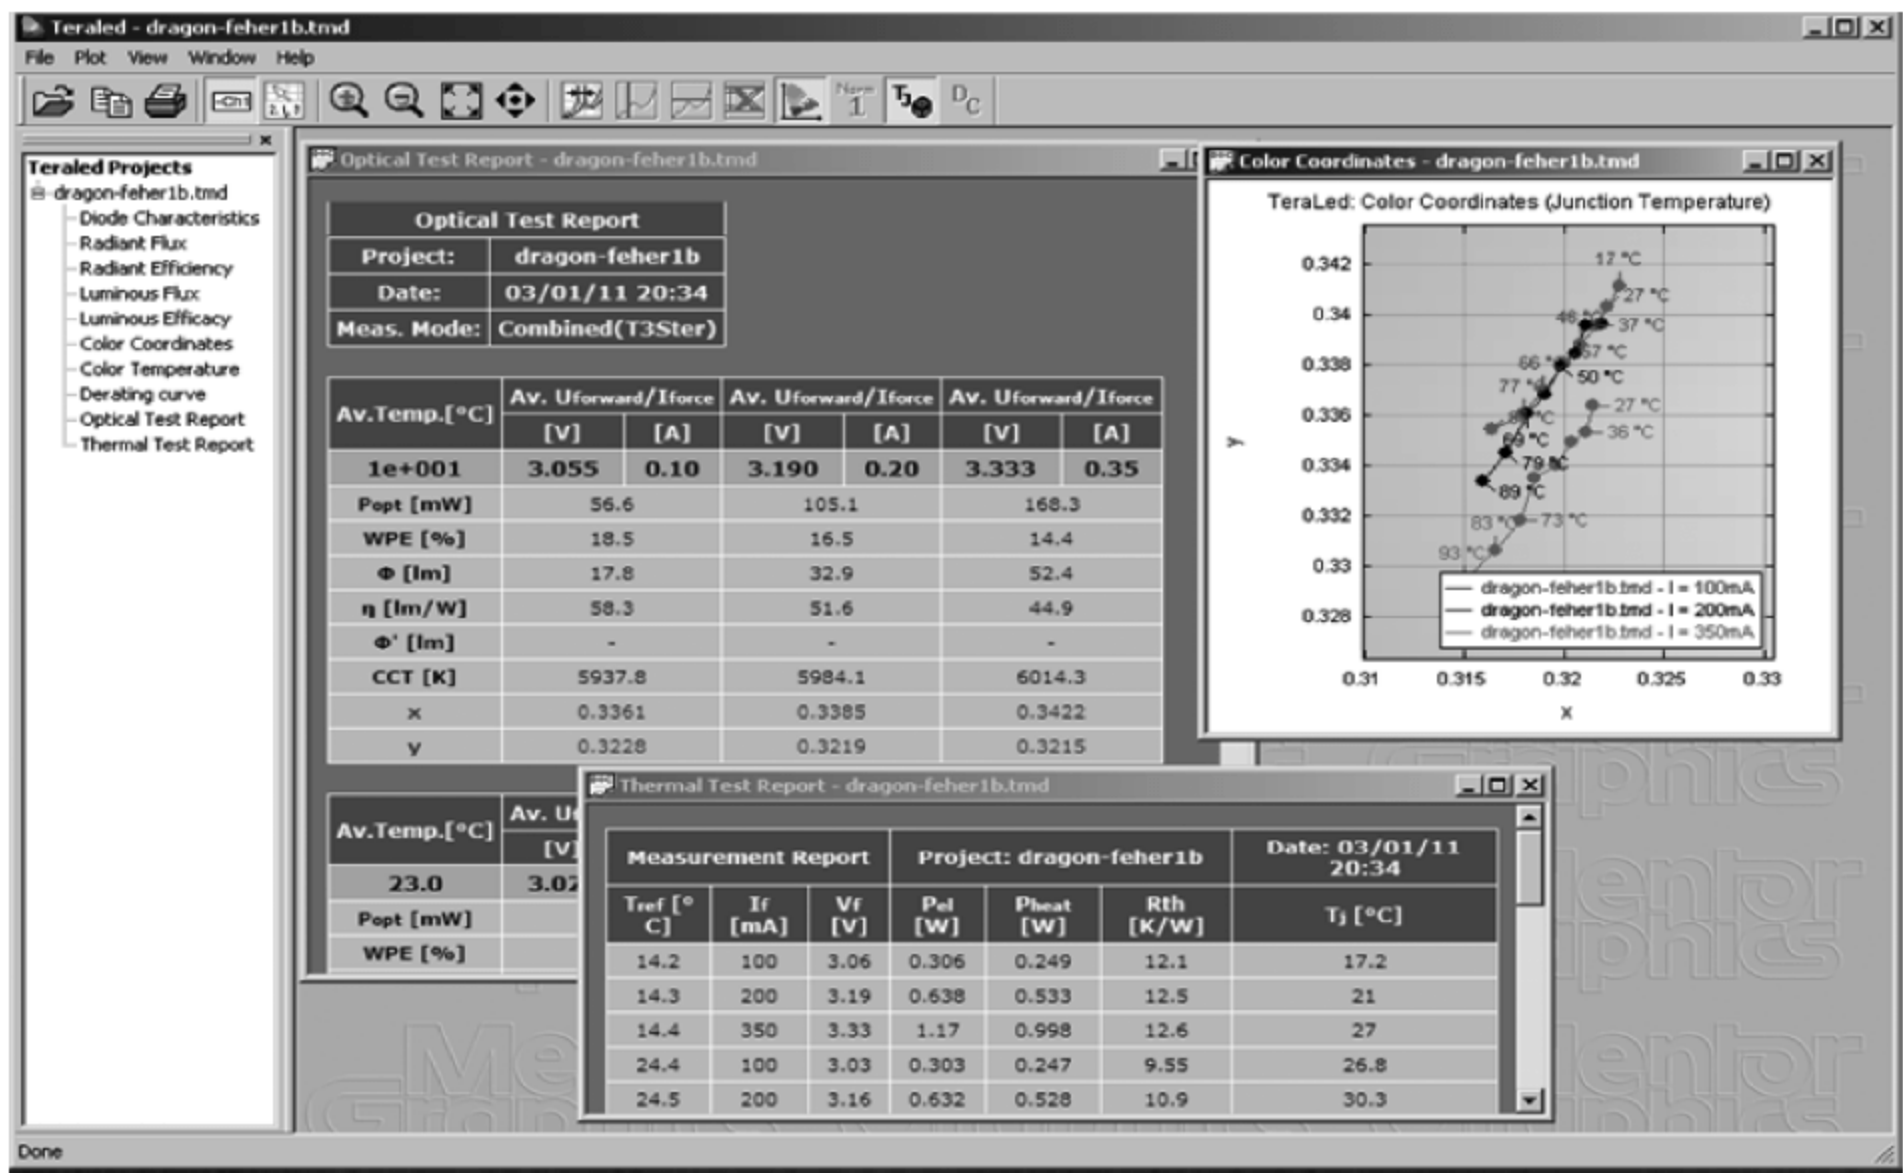 Teraled - dragon-feher1b.tmd
File Plot View Window Help
Norm 1 TJ DC
Teraled Projects
dragon-feher1b.tmd
Diode Characteristics
Radiant Flux
Radiant Efficiency
Luminous Flux
Luminous Efficacy
Color Coordinates
Color Temperature
Derating curve
Optical Test Report
Thermal Test Report
Optical Test Report - dragon-feher1b.tmd
Optical Test Report
Project: dragon-feher1b
Date: 03/01/11 20:34
Meas. Mode: Combined(T3Ster)
Av.Temp.[°C] Av. Uforward/Iforce Av. Uforward/Iforce Av. Uforward/Iforce
[V] [A] [V] [A] [V] [A]
1e+001 3.055 0.10 3.190 0.20 3.333 0.35
Popt [mW] 56.6 105.1 168.3
WPE [%] 18.5 16.5 14.4
Φ [lm] 17.8 32.9 52.4
η [lm/W] 58.3 51.6 44.9
Φ' [lm] - - -
CCT [K] 5937.8 5984.1 6014.3
x 0.3361 0.3385 0.3422
y 0.3228 0.3219 0.3215
Av.Temp.[°C] Av.
[V]
23.0 3.02
Popt [mW]
WPE [%]
Color Coordinates - dragon-feher1b.tmd
TeraLed: Color Coordinates (Junction Temperature)
0.342
0.34
0.338
0.336
0.334
0.332
0.33
0.328
y
17 °C
27 °C
37 °C
66 °C
50 °C
77 °C
27 °C
36 °C
79 °C
89 °C
83 °C 73 °C
93 °C
dragon-feher1b.tmd - I = 100mA
dragon-feher1b.tmd - I = 200mA
dragon-feher1b.tmd - I = 350mA
0.31 0.315 0.32 0.325 0.33
x
Thermal Test Report - dragon-feher1b.tmd
Measurement Report Project: dragon-feher1b Date: 03/01/11 20:34
Tref [°C] If [mA] Vf [V] Pel [W] Pheat [W] Rth [K/W] Tj [°C]
14.2 100 3.06 0.306 0.249 12.1 17.2
14.3 200 3.19 0.638 0.533 12.5 21
14.4 350 3.33 1.17 0.998 12.6 27
24.4 100 3.03 0.303 0.247 9.55 26.8
24.5 200 3.16 0.632 0.528 10.9 30.3
Done